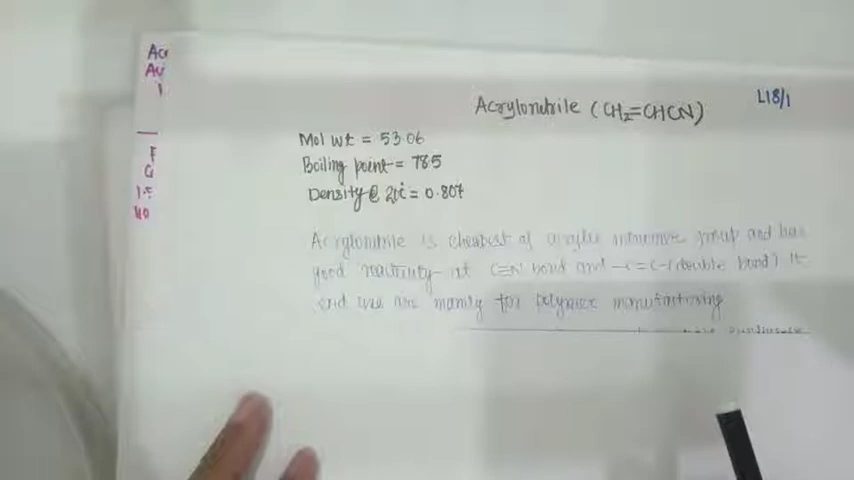 Acrylonitrile (CH2=CHCN)
L18/1
Mol wt = 53.06
Boiling point = 78.5
Density @ 20°C = 0.807
Acrylonitrile is cheapest of acrylic monomer group and has
good reactivity at C≡N bond and -C=C- (double bond) It
end use are mainly for polymer manufacturing